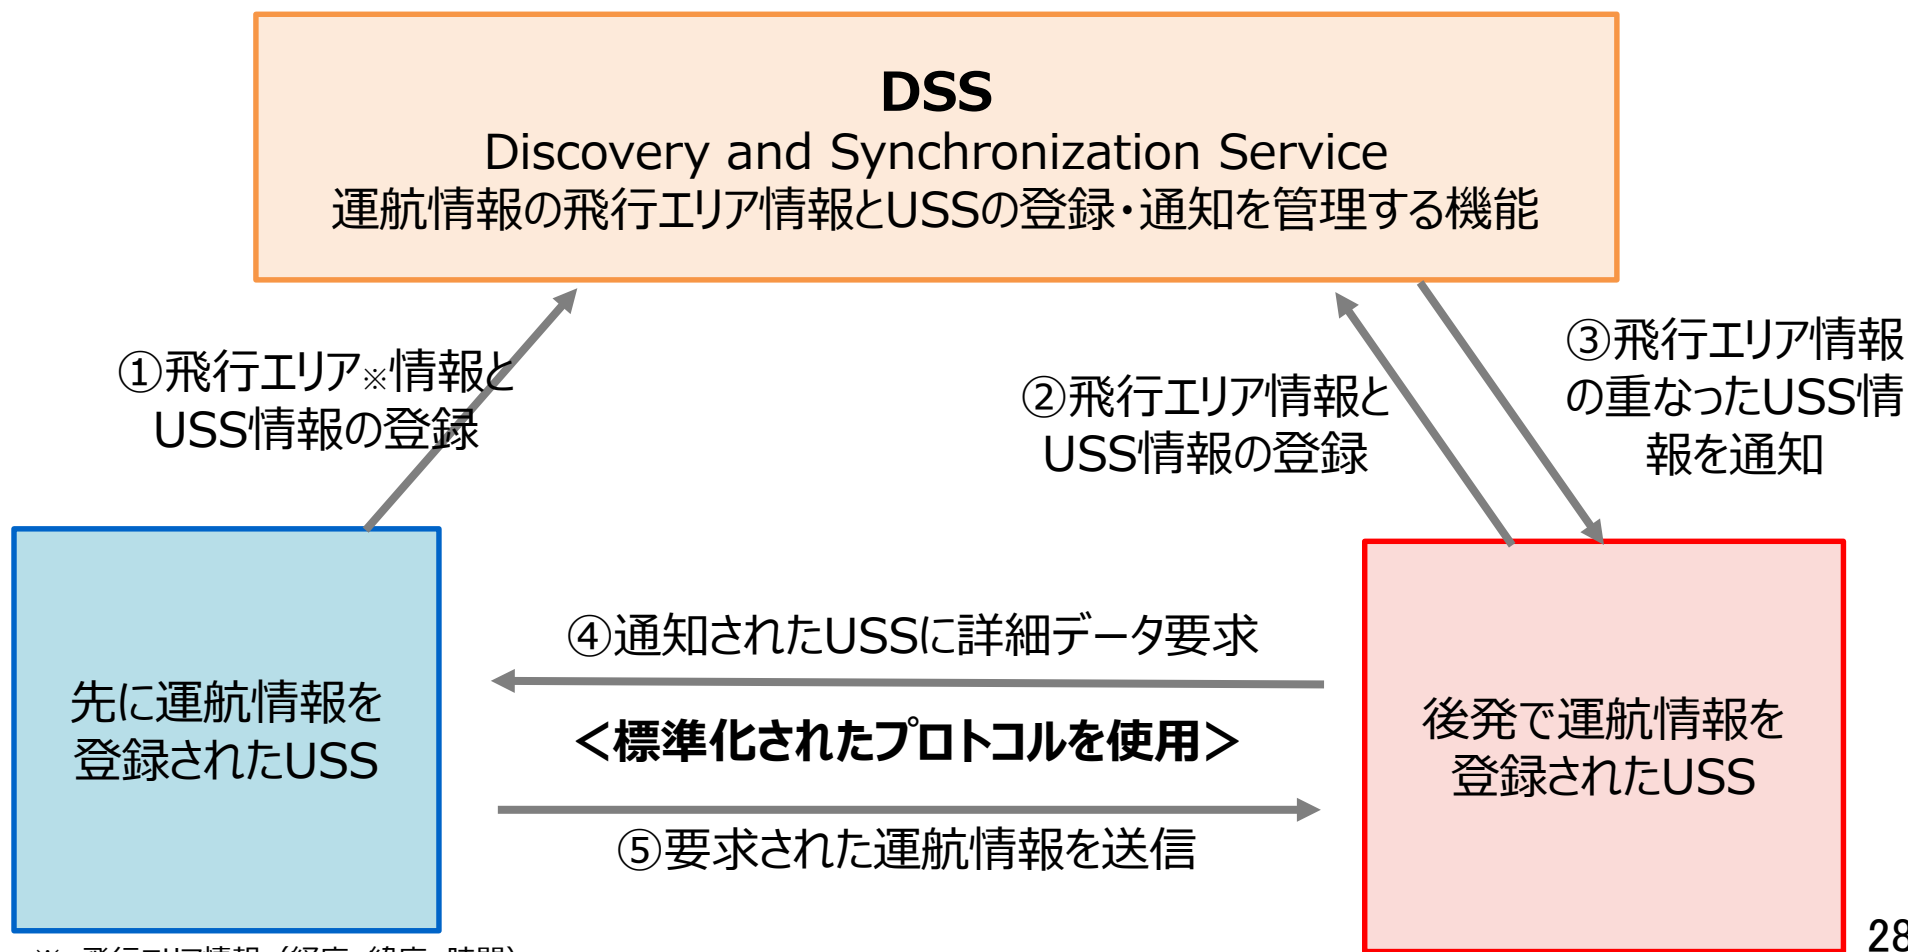 DSS
Discovery and Synchronization Service
運航情報の飛行エリア情報とUSSの登録・通知を管理する機能
①飛行エリア※情報と
USS情報の登録
②飛行エリア情報と
USS情報の登録
③飛行エリア情報
の重なったUSS情
報を通知
④通知されたUSSに詳細データ要求
＜標準化されたプロトコルを使用＞
⑤要求された運航情報を送信
先に運航情報を
登録されたUSS
後発で運航情報を
登録されたUSS
28